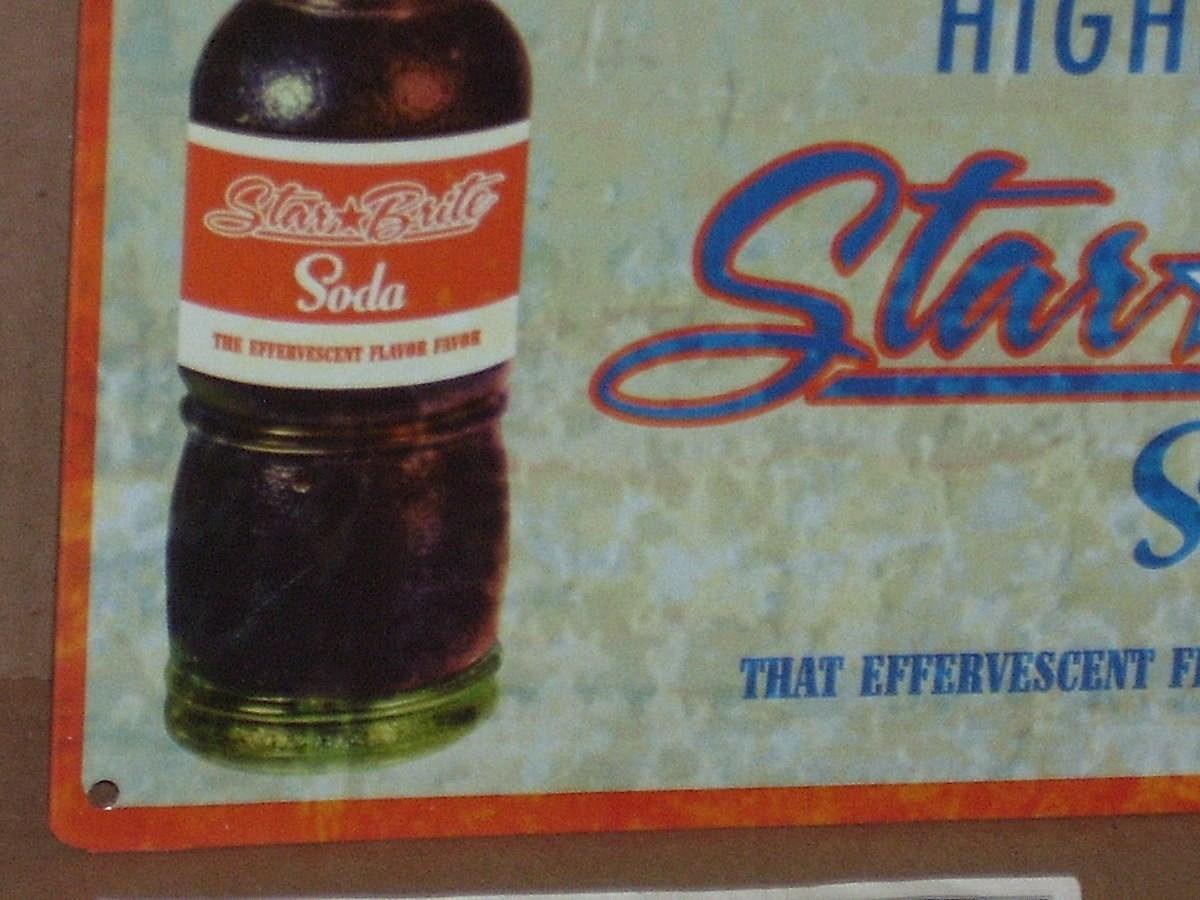 Star★Brite
Soda
THE EFFERVESCENT FLAVOR FAVOR
HIGH
Star★
S
THAT EFFERVESCENT F